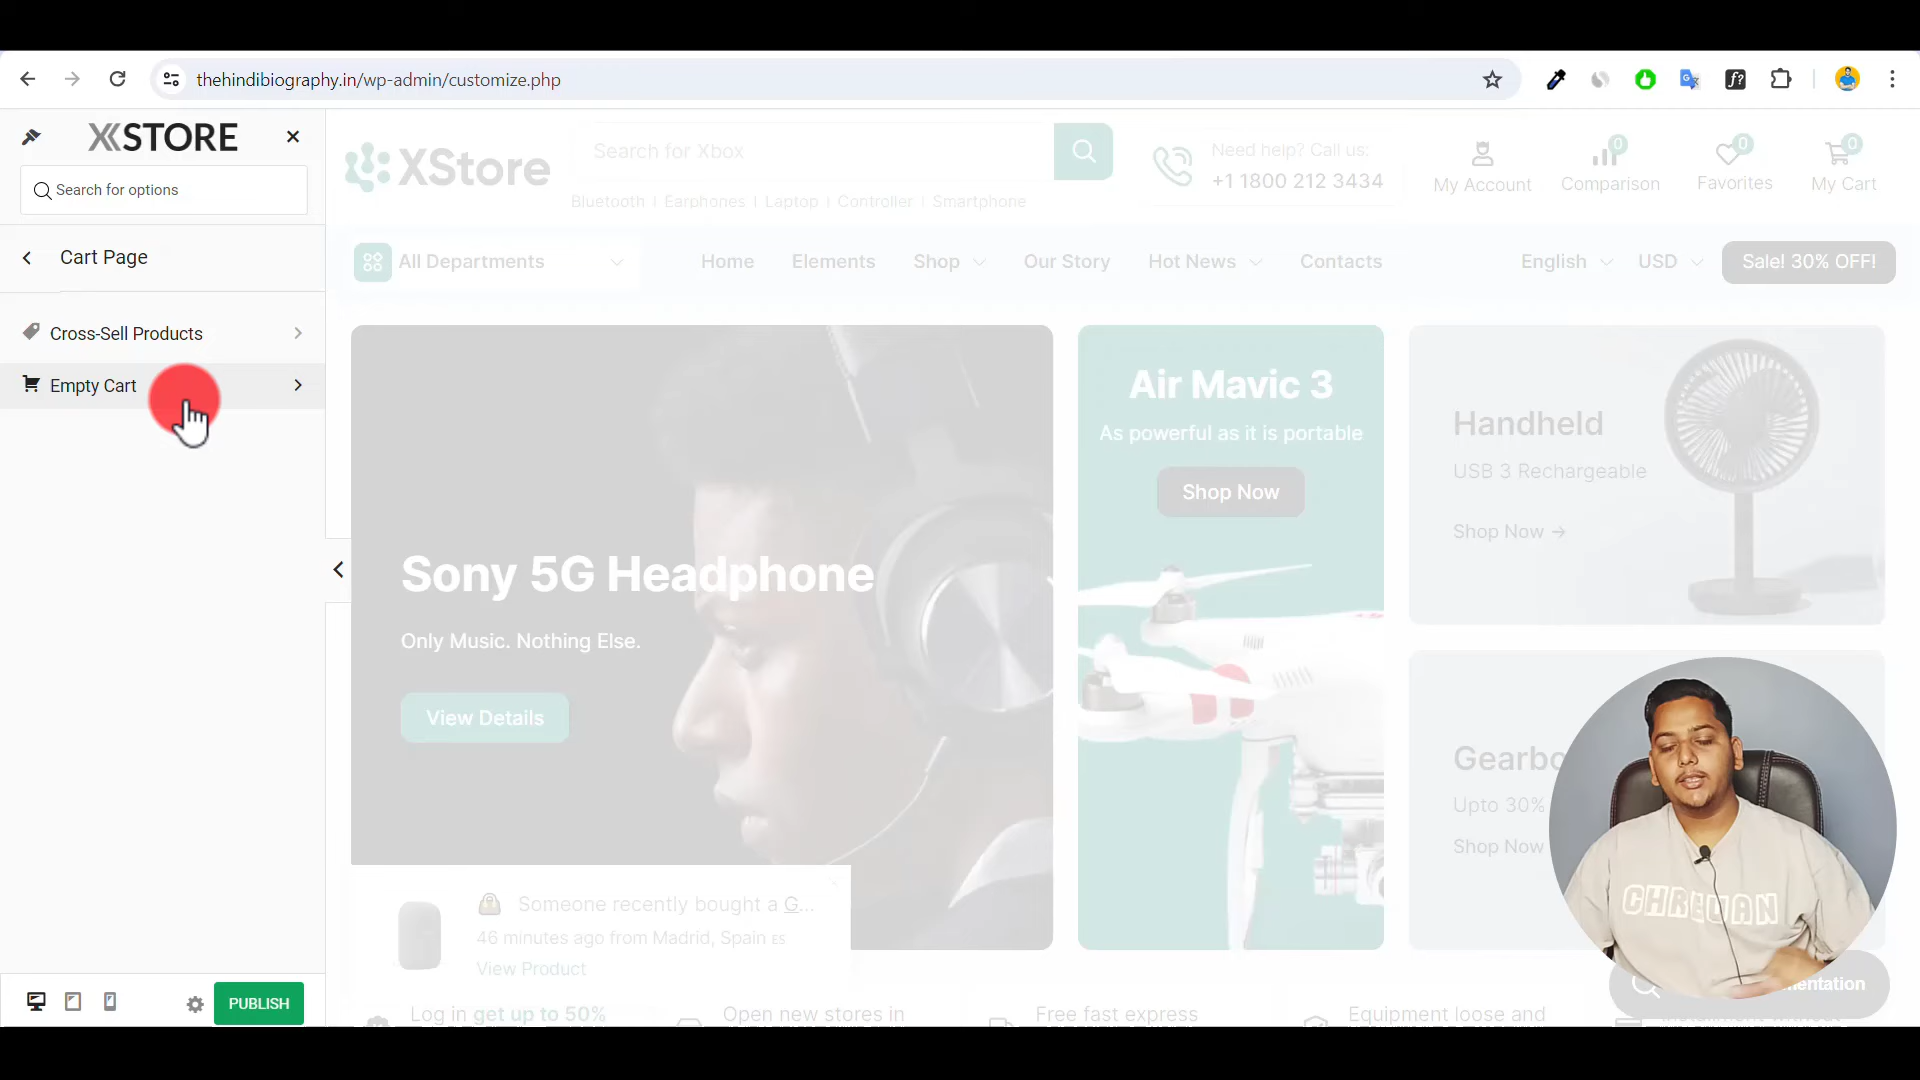 thehindibiography.in/wp-admin/customize.php
XSTORE
Search for options
Cart Page
Cross-Sell Products
Empty Cart
PUBLISH
XStore
Search for Xbox
Bluetooth | Earphones | Laptop | Controller | Smartphone
Need help? Call us:
+1 1800 212 3434
My Account
0
Comparison
0
Favorites
0
My Cart
All Departments
Home
Elements
Shop
Our Story
Hot News
Contacts
English
USD
Sale! 30% OFF!
Sony 5G Headphone
Only Music. Nothing Else.
View Details
Air Mavic 3
As powerful as it is portable
Shop Now
Handheld
USB 3 Rechargeable
Shop Now →
Upto 30%
Shop Now
Someone recently bought a G...
46 minutes ago from Madrid, Spain ES
View Product
Log in get up to 50%
Open new stores in
Free fast express
Equipment loose and